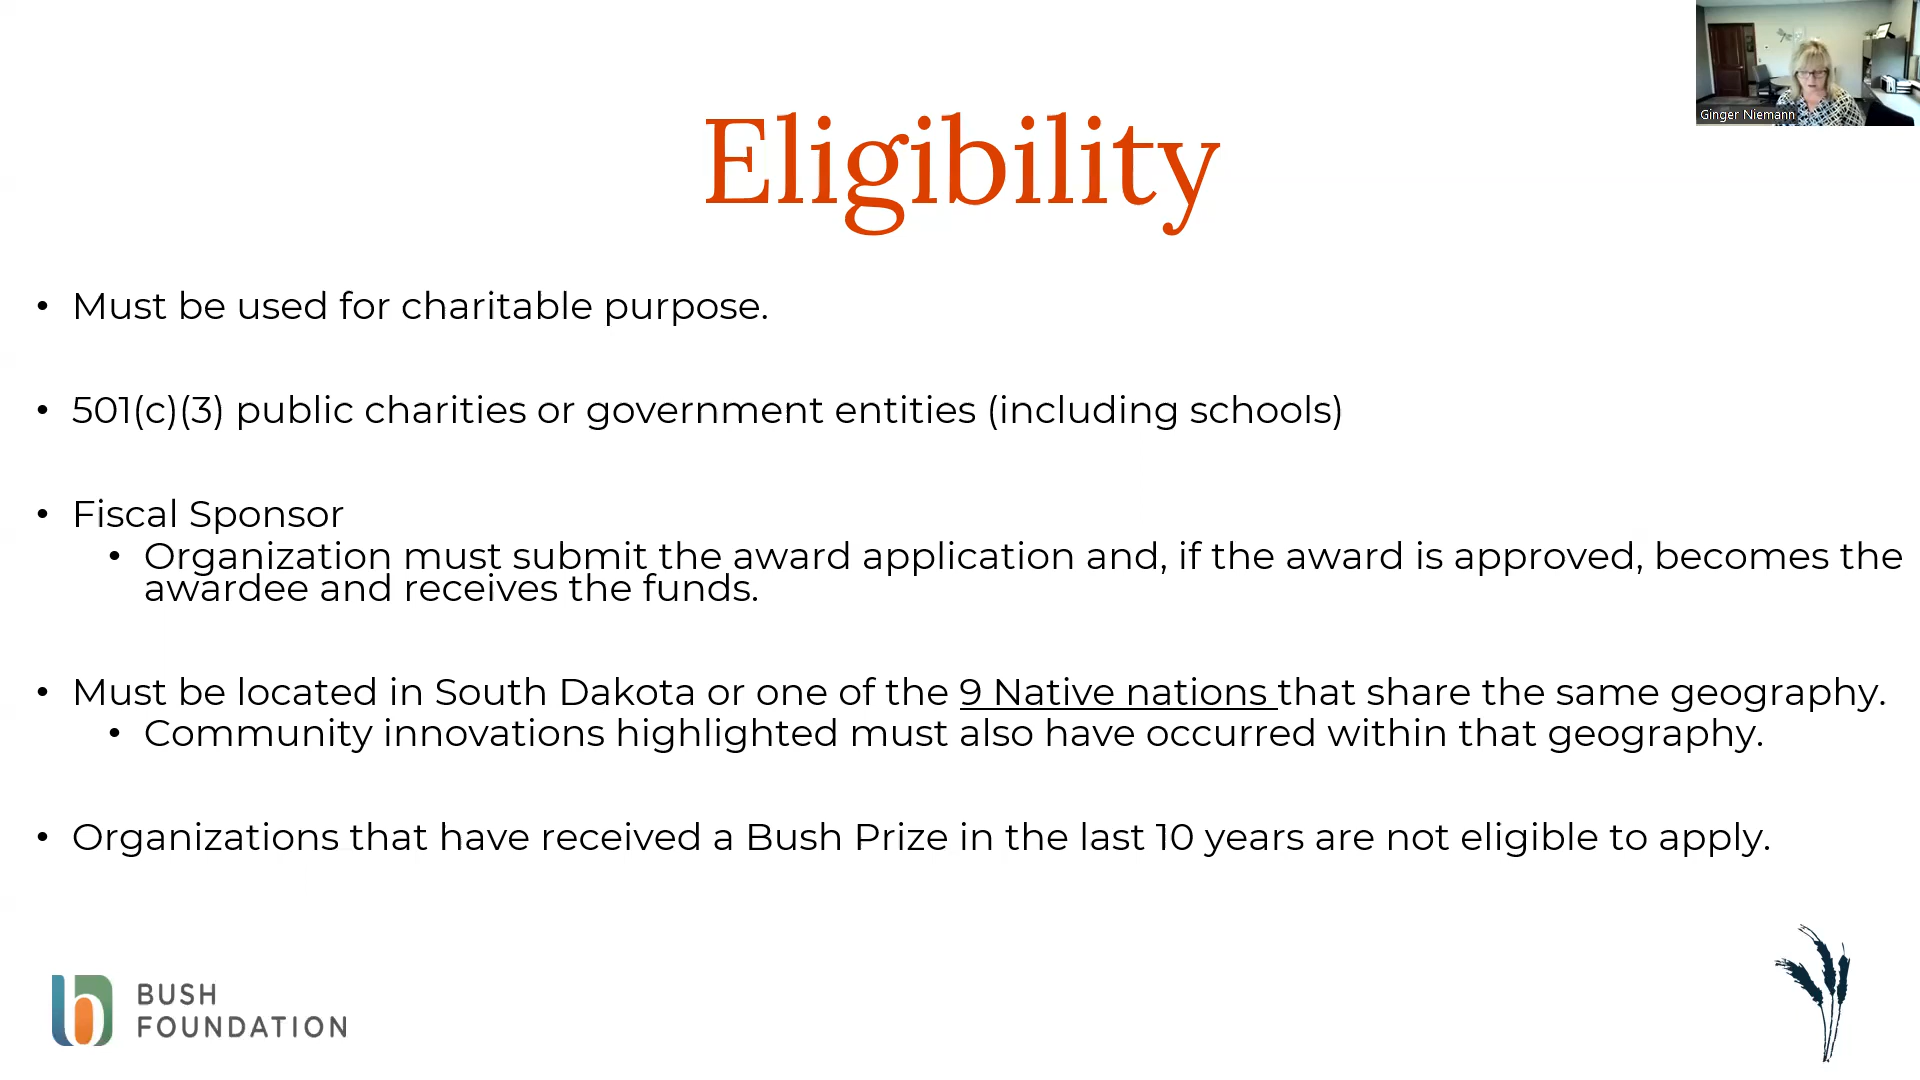 Ginger Niemann
Eligibility
• Must be used for charitable purpose.
• 501(c)(3) public charities or government entities (including schools)
• Fiscal Sponsor
• Organization must submit the award application and, if the award is approved, becomes the
awardee and receives the funds.
• Must be located in South Dakota or one of the 9 Native nations that share the same geography.
• Community innovations highlighted must also have occurred within that geography.
• Organizations that have received a Bush Prize in the last 10 years are not eligible to apply.
BUSH
FOUNDATION